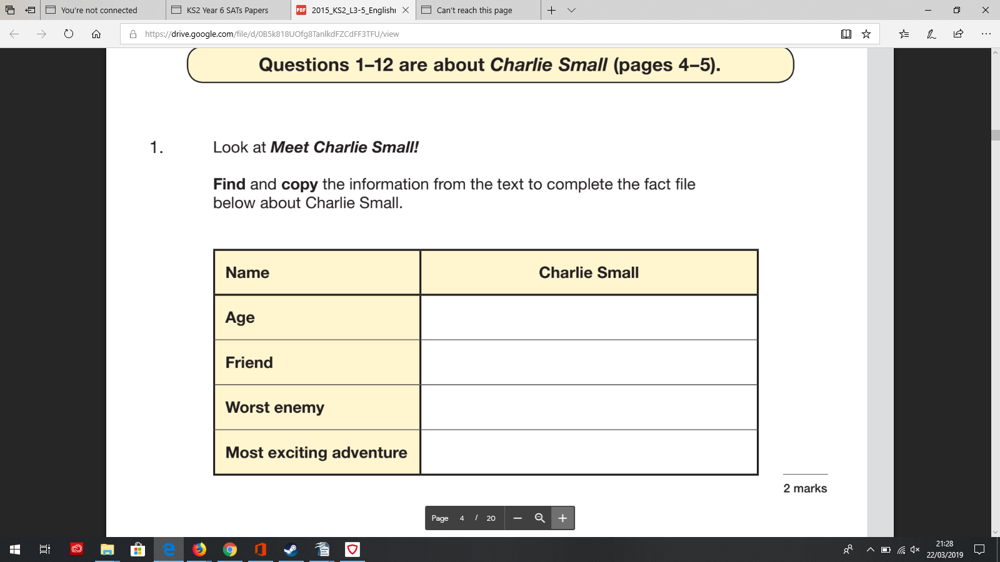 You're not connected
KS2 Year 6 SATs Papers
PDF
2015_KS2_L3-5_English
Can't reach this page
https://drive.google.com/file/d/0B5k818UOfg8TanlkdFZCdFF3TFU/view
Questions 1–12 are about Charlie Small (pages 4–5).
1.
Look at Meet Charlie Small!
Find and copy the information from the text to complete the fact file
below about Charlie Small.
Name
Charlie Small
Age
Friend
Worst enemy
Most exciting adventure
2 marks
Page 4 / 20
21:28
22/03/2019